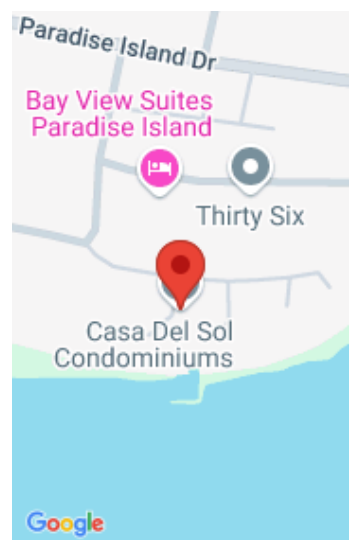 Paradise Island Dr
Bay View Suites
Paradise Island
Thirty Six
Casa Del Sol
Condominiums
Google